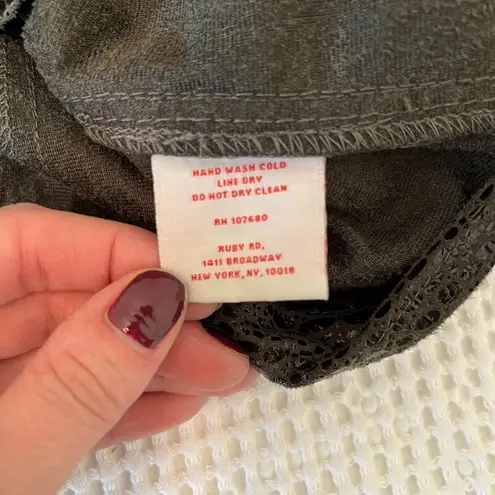 HAND WASH COLD
LINE DRY
DO NOT DRY CLEAN
RN 107680
RUBY RD,
1411 BROADWAY
NEW YORK, NY, 10018